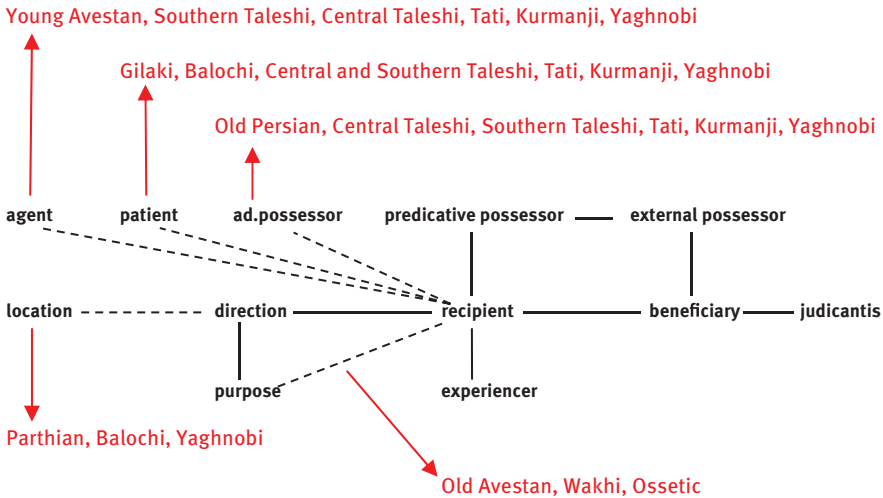 Young Avestan, Southern Taleshi, Central Taleshi, Tati, Kurmanji, Yaghnobi
Gilaki, Balochi, Central and Southern Taleshi, Tati, Kurmanji, Yaghnobi
Old Persian, Central Taleshi, Southern Taleshi, Tati, Kurmanji, Yaghnobi
agent patient ad.possessor predicative possessor external possessor
location direction recipient beneficiary judicantis
purpose experiencer
Parthian, Balochi, Yaghnobi
Old Avestan, Wakhi, Ossetic